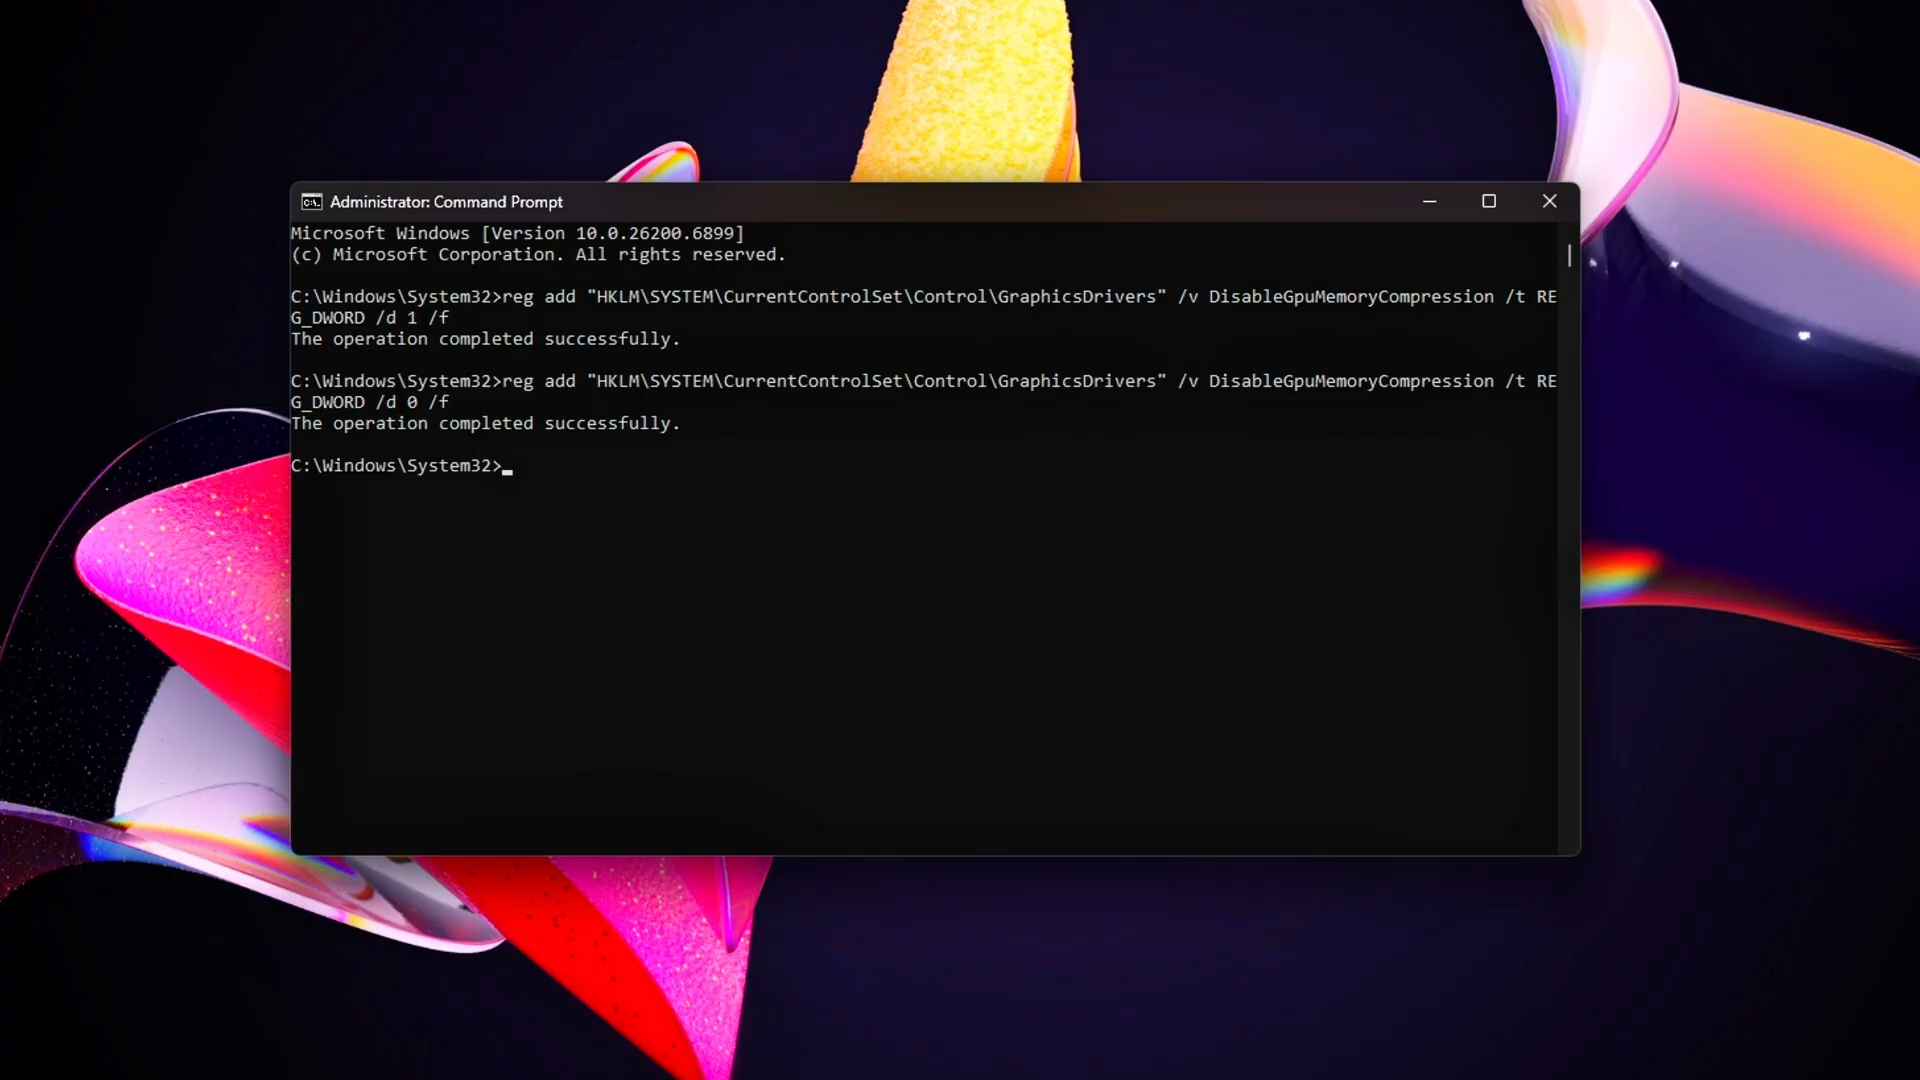 Administrator: Command Prompt
Microsoft Windows [Version 10.0.26200.6899]
(c) Microsoft Corporation. All rights reserved.
C:\Windows\System32>reg add "HKLM\SYSTEM\CurrentControlSet\Control\GraphicsDrivers" /v DisableGpuMemoryCompression /t RE
G_DWORD /d 1 /f
The operation completed successfully.
C:\Windows\System32>reg add "HKLM\SYSTEM\CurrentControlSet\Control\GraphicsDrivers" /v DisableGpuMemoryCompression /t RE
G_DWORD /d 0 /f
The operation completed successfully.
C:\Windows\System32>